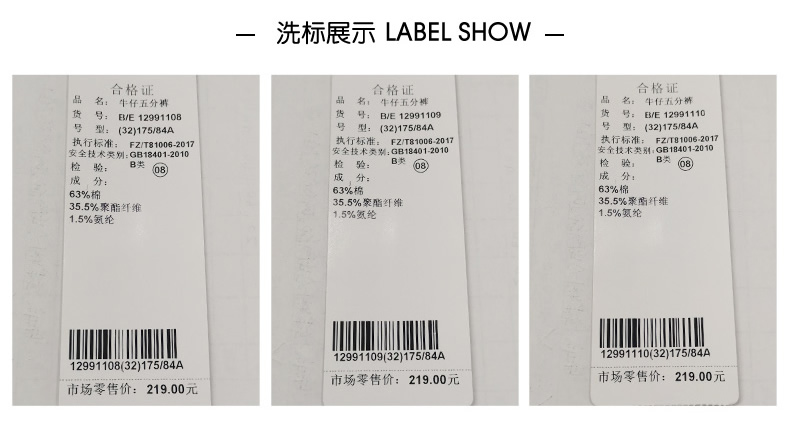 洗标展示 LABEL SHOW
合格证
品 名: 牛仔五分裤
货 号: B/E 12991108
号 型: (32)175/84A
执行标准: FZ/T81006-2017
安全技术类别: GB18401-2010
B类
检 验: 08
成 分:
63%棉
35.5%聚酯纤维
1.5%氨纶
12991108(32)175/84A
市场零售价: 219.00元
合格证
品 名: 牛仔五分裤
货 号: B/E 12991109
号 型: (32)175/84A
执行标准: FZ/T81006-2017
安全技术类别: GB18401-2010
B类
检 验: 08
成 分:
63%棉
35.5%聚酯纤维
1.5%氨纶
12991109(32)175/84A
市场零售价: 219.00元
合格证
品 名: 牛仔五分裤
货 号: B/E 12991110
号 型: (32)175/84A
执行标准: FZ/T81006-2017
安全技术类别: GB18401-2010
B类
检 验: 08
成 分:
63%棉
35.5%聚酯纤维
1.5%氨纶
12991110(32)175/84A
市场零售价: 219.00元